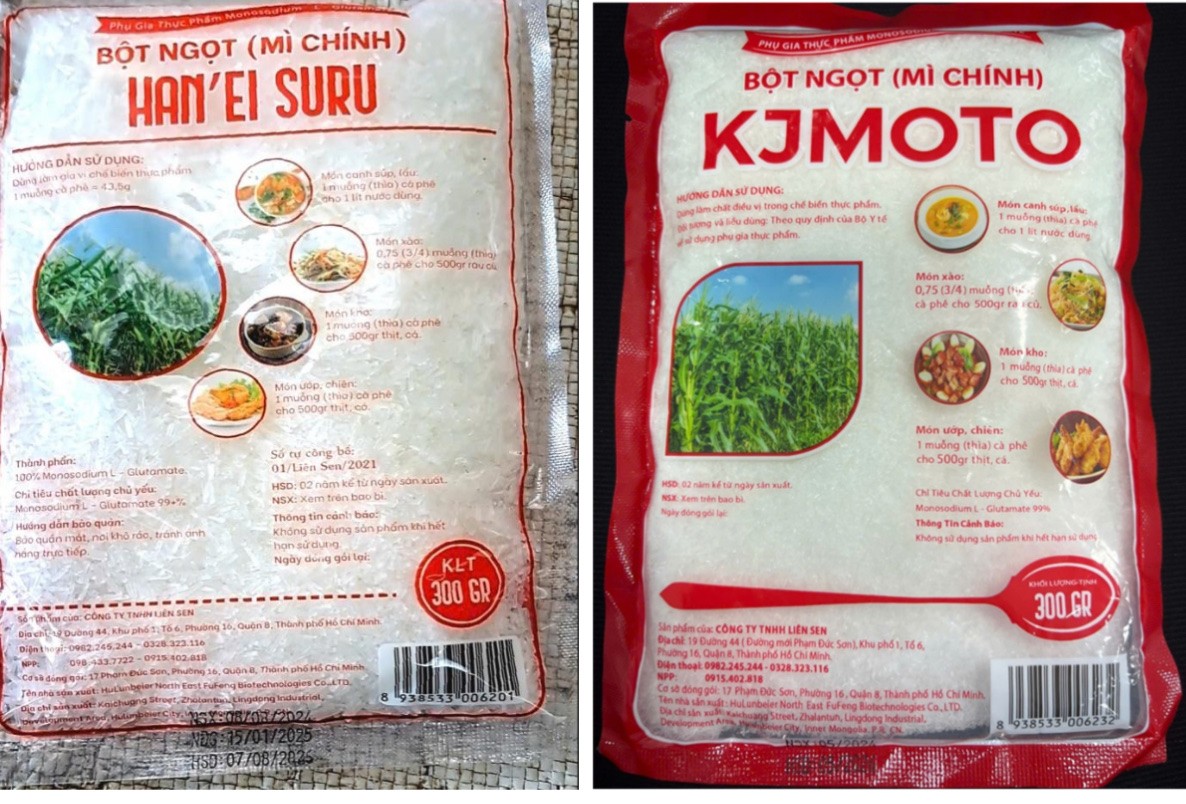 Phụ Gia Thực Phẩm Monosodium L - Glutamate
BỘT NGỌT (MÌ CHÍNH)
HAN'EI SURU
HƯỚNG DẪN SỬ DỤNG:
Dùng làm gia vị chế biến thực phẩm.
1 muỗng cà phê = 4.3,5g
Món canh súp, lẩu:
1 muỗng (thìa) cà phê
cho 1 lít nước dùng.
Món xào:
0,75 (3/4) muỗng (thìa)
cà phê cho 500gr rau củ.
Món kho:
1 muỗng (thìa) cà phê
cho 500gr thịt, cá.
Món ướp, chiên:
1 muỗng (thìa) cà phê
cho 500gr thịt, cá.
Thành phần:
100% Monosodium L - Glutamate.
Chỉ tiêu chất lượng chủ yếu:
Monosodium L - Glutamate 99+%
Hướng dẫn bảo quản:
Bảo quản mát, nơi khô ráo, tránh ánh
nắng trực tiếp.
Số tự công bố:
01/Liên Sen/2021
HSD: 02 năm kể từ ngày sản xuất.
NSX: Xem trên bao bì.
Thông tin cảnh báo:
Không sử dụng sản phẩm khi hết
hạn sử dụng.
Ngày đóng gói lại:
KLT
300 GR
Sản phẩm của: CÔNG TY TNHH LIÊN SEN
Địa chỉ: 19 Đường 44, Khu phố 1, Tổ 6, Phường 16, Quận 8, Thành phố Hồ Chí Minh.
Điện thoại: 0982.245.244 - 0328.323.116
NPP: 098.433.7722 - 0915.402.818
Cơ sở đóng gói: 17 Phạm Đức Sơn, Phường 16, Quận 8, Thành phố Hồ Chí Minh.
Tên nhà sản xuất: HuLunbeier North East FuFeng Biotechnologies Co.,LTD.
Địa chỉ sản xuất: Kaichuang Street, Zhalantun, Lingdong Industrial,
Development Area, Hulunbeier City,
8 938533 006201
NSX: 08/08/2024
NDG: 15/01/2025
HSD: 07/08/2026
PHỤ GIA THỰC PHẨM MONOSODIUM
BỘT NGỌT (MÌ CHÍNH)
KJMOTO
HƯỚNG DẪN SỬ DỤNG:
Dùng làm chất điều vị trong chế biến thực phẩm.
Đối tượng và liều dùng: Theo quy định của Bộ Y tế
về sử dụng phụ gia thực phẩm.
Món canh súp, lẩu:
1 muỗng (thìa) cà phê
cho 1 lít nước dùng.
Món xào:
0,75 (3/4) muỗng (thìa)
cà phê cho 500gr rau củ.
Món kho:
1 muỗng (thìa) cà phê
cho 500gr thịt, cá.
Món ướp, chiên:
1 muỗng (thìa) cà phê
cho 500gr thịt, cá.
HSD: 02 năm kể từ ngày sản xuất.
NSX: Xem trên bao bì.
Ngày đóng gói lại:
Chỉ Tiêu Chất Lượng Chủ Yếu:
Monosodium L - Glutamate 99%
Thông Tin Cảnh Báo:
Không sử dụng sản phẩm khi hết hạn sử dụng
KHỐI LƯỢNG TỊNH
300 GR
Sản phẩm của: CÔNG TY TNHH LIÊN SEN
Địa chỉ: 19 Đường 44 ( Đường mới Phạm Đức Sơn), Khu phố 1, Tổ 6,
Phường 16, Quận 8, Thành phố Hồ Chí Minh.
Điện thoại: 0982.245.244 - 0328.323.116
NPP: 0915.402.818
Cơ sở đóng gói: 17 Phạm Đức Sơn, Phường 16 , Quận 8, Thành phố Hồ Chí Minh.
Tên nhà sản xuất: HuLunbeier North East FuFeng Biotechnologies Co., LTD.
Địa chỉ sản xuất: Kaichuang Street, Zhalantun, Lingdong Industrial,
Development Area, Hulunbeier City, Inner Mongolia. P.R. CN.
8 938533 006232